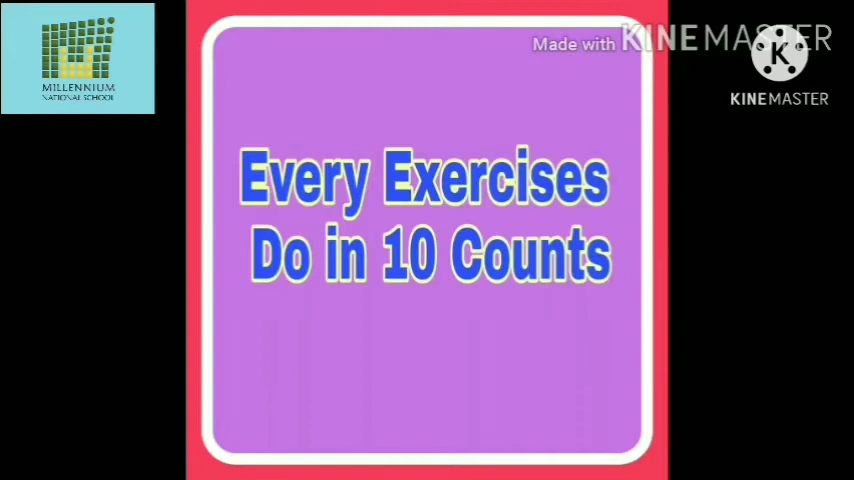 MILLENNIUM
NATIONAL SCHOOL
Made with KINEMASTER
KINEMASTER
Every Exercises
Do in 10 Counts